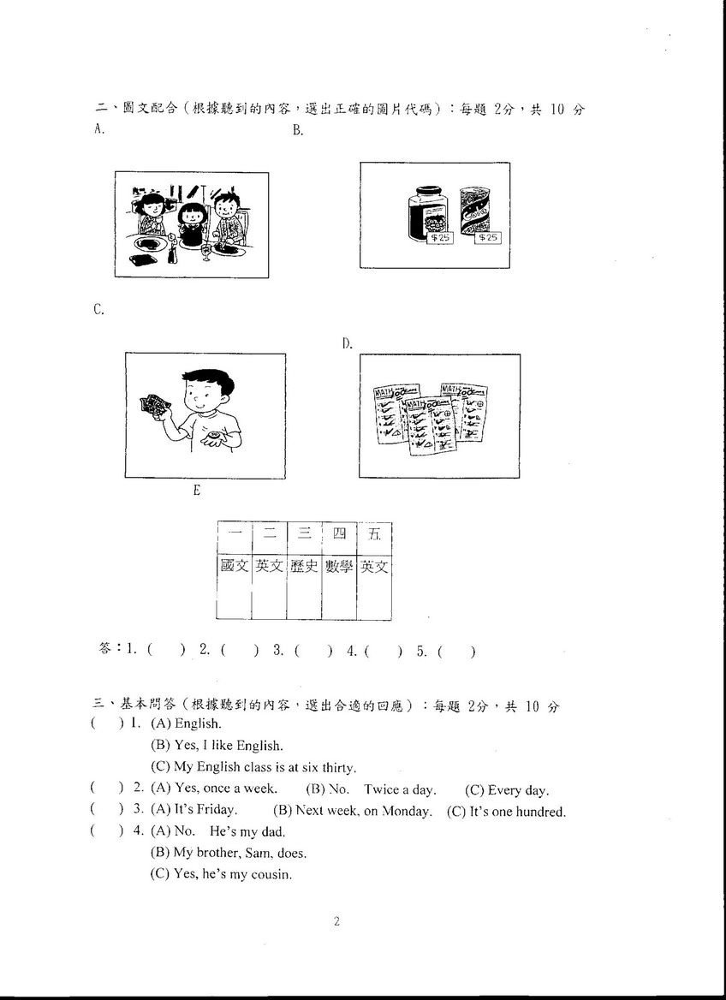 二、圖文配合(根據聽到的內容,選出正確的圖片代碼):每題 2分,共 10 分
A. B.
$25 $25
C.
D.
MATH 100 MATH 100
MATH 100
E
一 二 三 四 五
國文 英文 歷史 數學 英文
答:1. ( ) 2. ( ) 3. ( ) 4. ( ) 5. ( )
三、基本問答(根據聽到的內容,選出合適的回應):每題 2分,共 10 分
( ) 1. (A) English.
(B) Yes, I like English.
(C) My English class is at six thirty.
( ) 2. (A) Yes, once a week. (B) No. Twice a day. (C) Every day.
( ) 3. (A) It's Friday. (B) Next week, on Monday. (C) It's one hundred.
( ) 4. (A) No. He's my dad.
(B) My brother, Sam, does.
(C) Yes, he's my cousin.
2